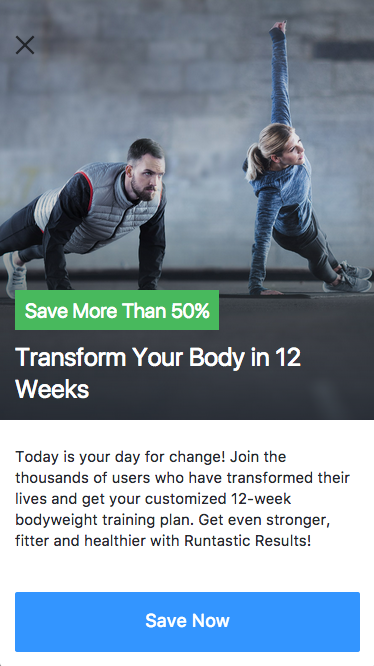 Save More Than 50%
Transform Your Body in 12
Weeks
Today is your day for change! Join the
thousands of users who have transformed their
lives and get your customized 12-week
bodyweight training plan. Get even stronger,
fitter and healthier with Runtastic Results!
Save Now